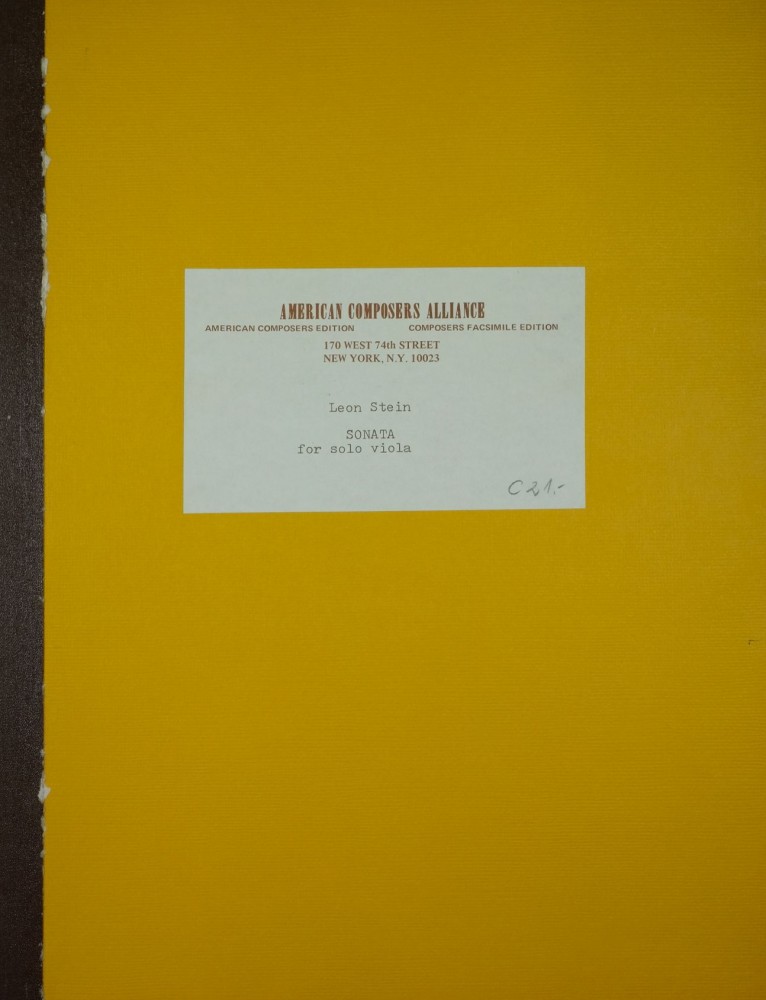 AMERICAN COMPOSERS ALLIANCE
AMERICAN COMPOSERS EDITION COMPOSERS FACSIMILE EDITION
170 WEST 74th STREET
NEW YORK, N.Y. 10023
Leon Stein
SONATA
for solo viola
C21.-